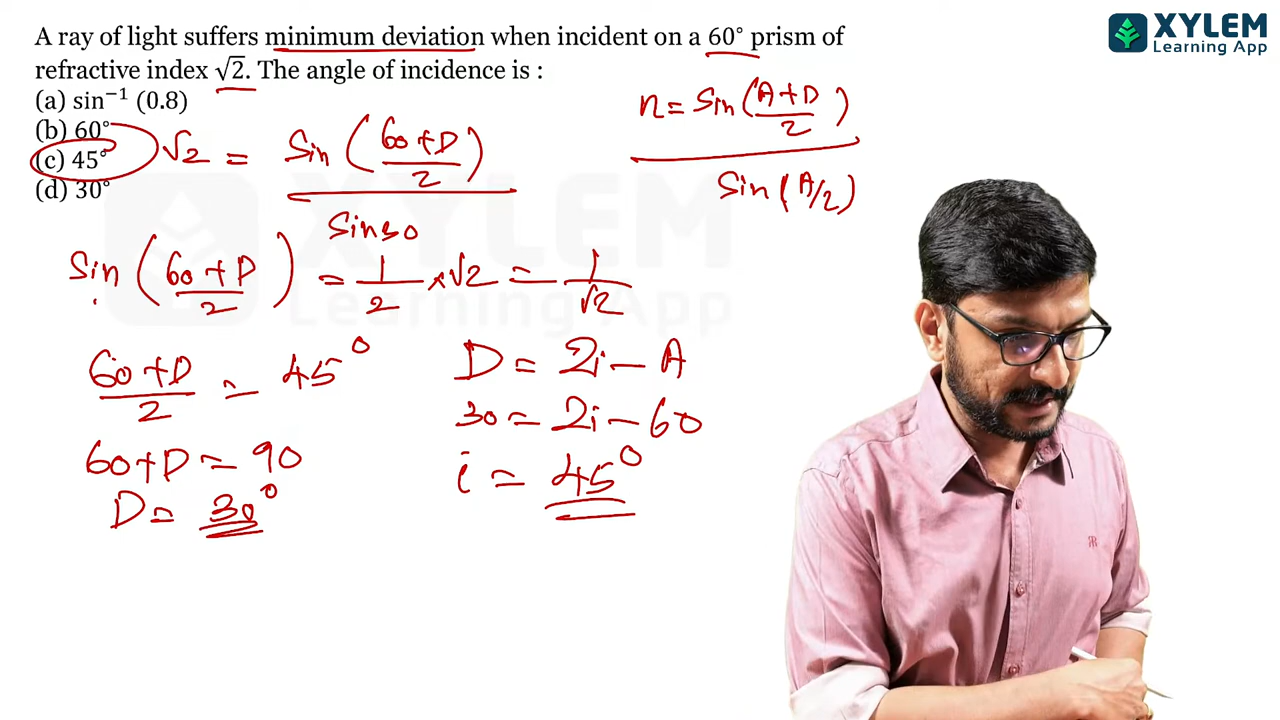 A ray of light suffers minimum deviation when incident on a 60° prism of
refractive index √2. The angle of incidence is :
(a) sin⁻¹ (0.8)
(b) 60°
(c) 45°
(d) 30°
XYLEM
Learning App
n = Sin(A+D/2)
Sin(A/2)
√2 = Sin(60+D/2)
Sin30
Sin(60+D/2) = 1/2 × √2 = 1/√2
60+D/2 = 45°
60+D = 90
D = 30°
D = 2i – A
30 = 2i – 60
i = 45°
XYLEM
Learning App